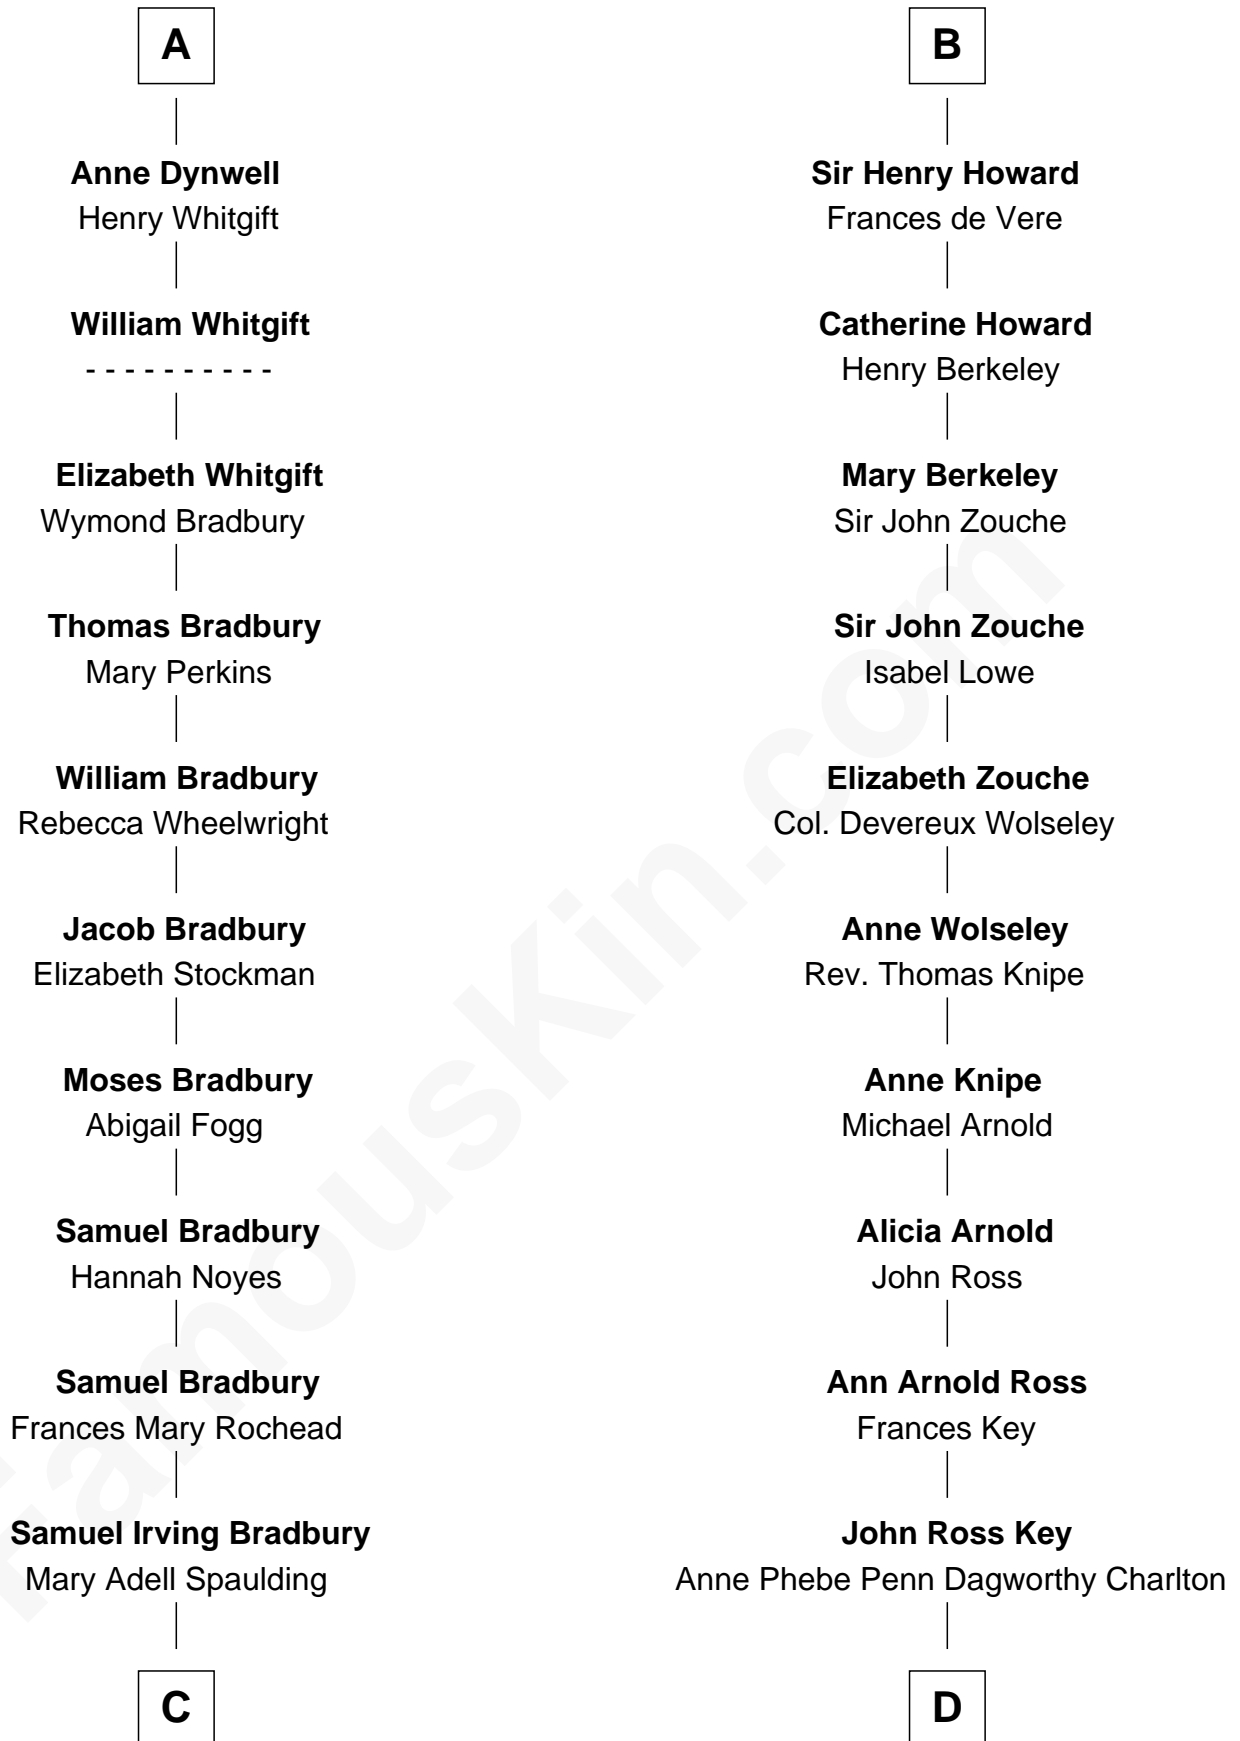 A
Anne Dynwell
Henry Whitgift
William Whitgift
- - - - - - - - - -
Elizabeth Whitgift
Wymond Bradbury
Thomas Bradbury
Mary Perkins
William Bradbury
Rebecca Wheelwright
Jacob Bradbury
Elizabeth Stockman
Moses Bradbury
Abigail Fogg
Samuel Bradbury
Hannah Noyes
Samuel Bradbury
Frances Mary Rochead
Samuel Irving Bradbury
Mary Adell Spaulding
C
B
Sir Henry Howard
Frances de Vere
Catherine Howard
Henry Berkeley
Mary Berkeley
Sir John Zouche
Sir John Zouche
Isabel Lowe
Elizabeth Zouche
Col. Devereux Wolseley
Anne Wolseley
Rev. Thomas Knipe
Anne Knipe
Michael Arnold
Alicia Arnold
John Ross
Ann Arnold Ross
Frances Key
John Ross Key
Anne Phebe Penn Dagworthy Charlton
D
FamousKin.com